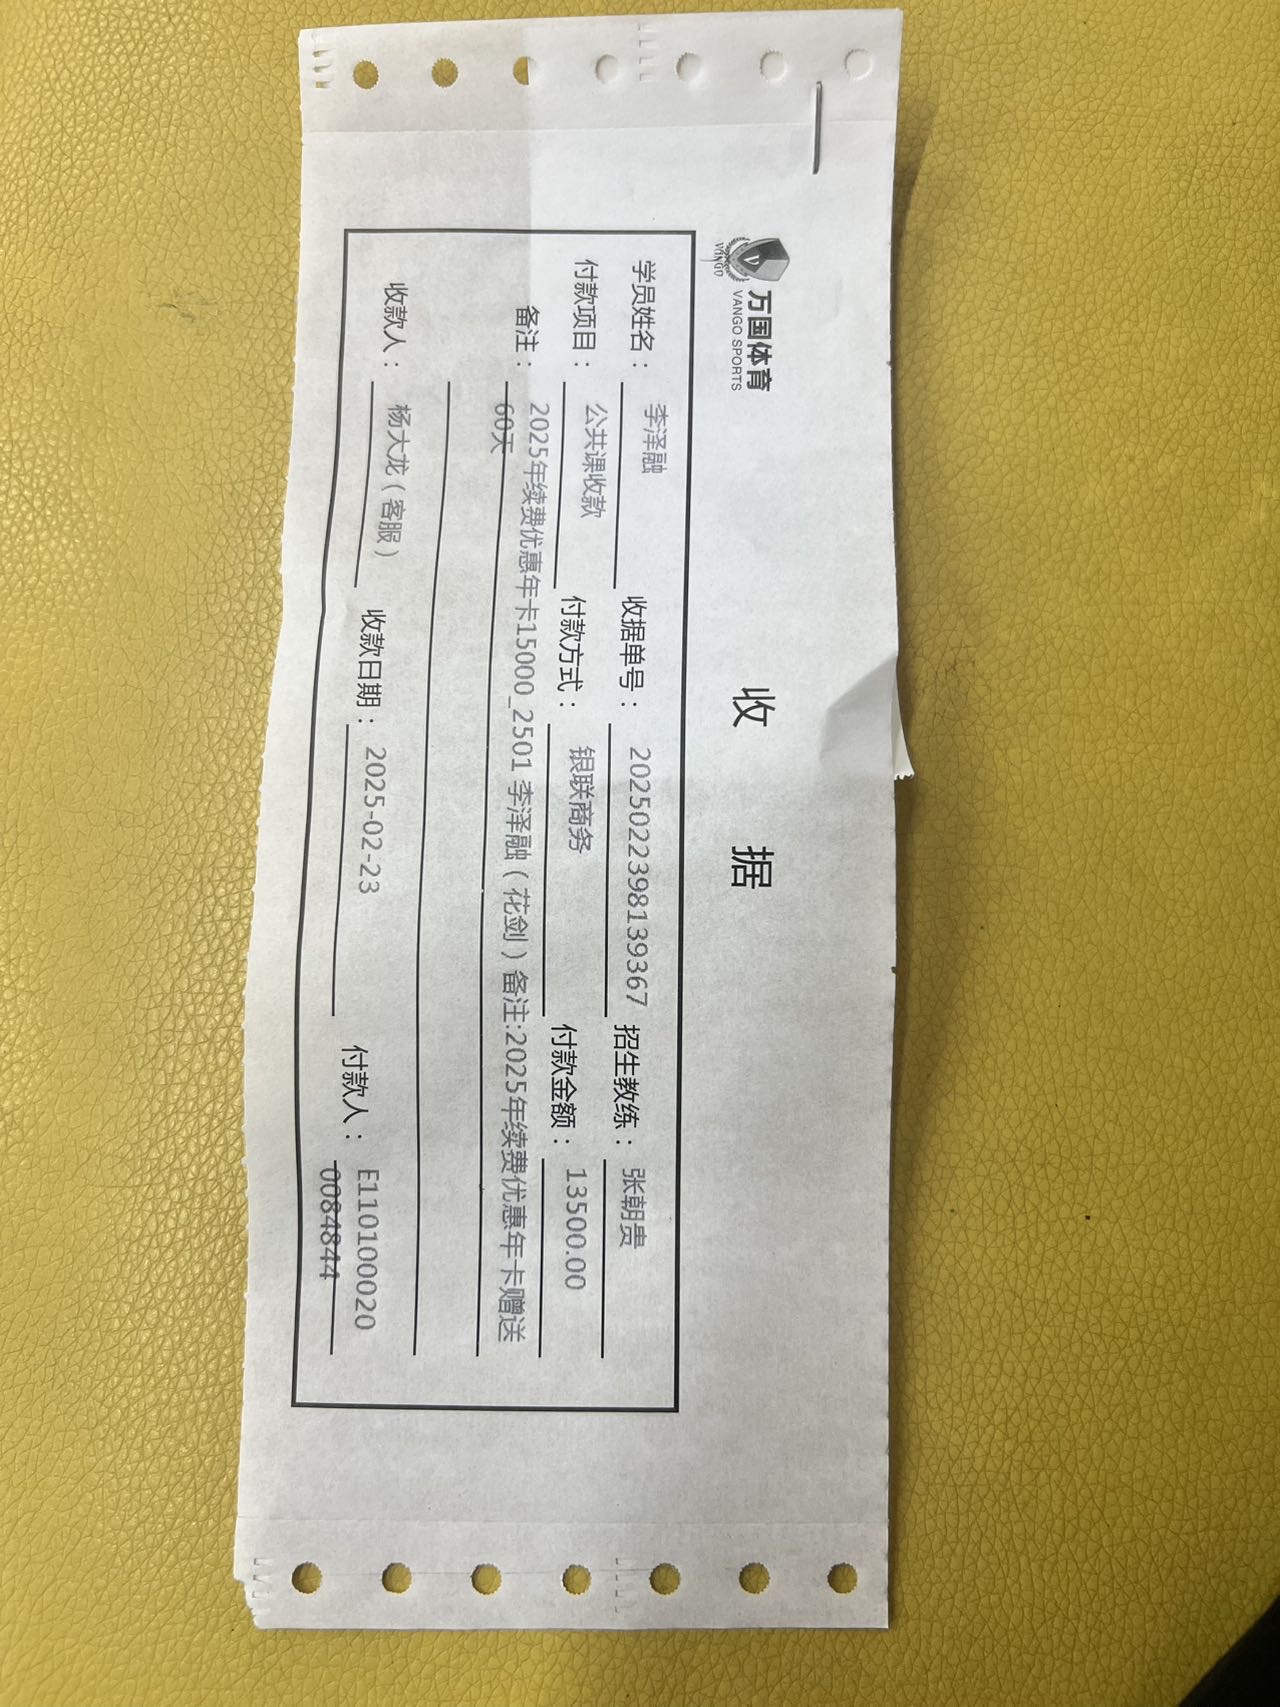 万国体育
VANGO SPORTS
VANGO
收 据
学员姓名： 李泽融 收据单号： 2025022398139367 招生教练： 张朝贵
付款项目： 公共课收款 付款方式： 银联商务 付款金额： 13500.00
备注： 2025年续费优惠年卡15000_2501 李泽融（花剑）备注:2025年续费优惠年卡赠送
60天
收款人： 杨大龙（客服） 收款日期： 2025-02-23 付款人： E110100020
0084844